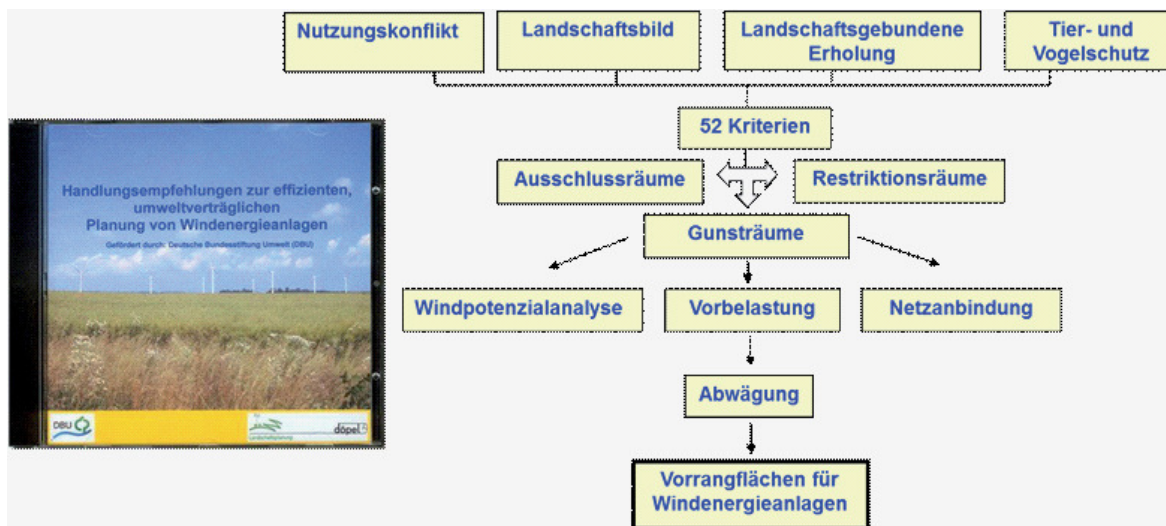 Nutzungskonflikt
Landschaftsbild
Landschaftsgebundene
Erholung
Tier- und
Vogelschutz
52 Kriterien
Ausschlussräume
Restriktionsräume
Gunsträume
Windpotenzialanalyse
Vorbelastung
Netzanbindung
Abwägung
Vorrangflächen für
Windenergieanlagen
Handlungsempfehlungen zur effizienten,
umweltverträglichen
Planung von Windenergieanlagen
Gefördert durch: Deutsche Bundesstiftung Umwelt (DBU)
DBU
Landschaftsplanung
döpel